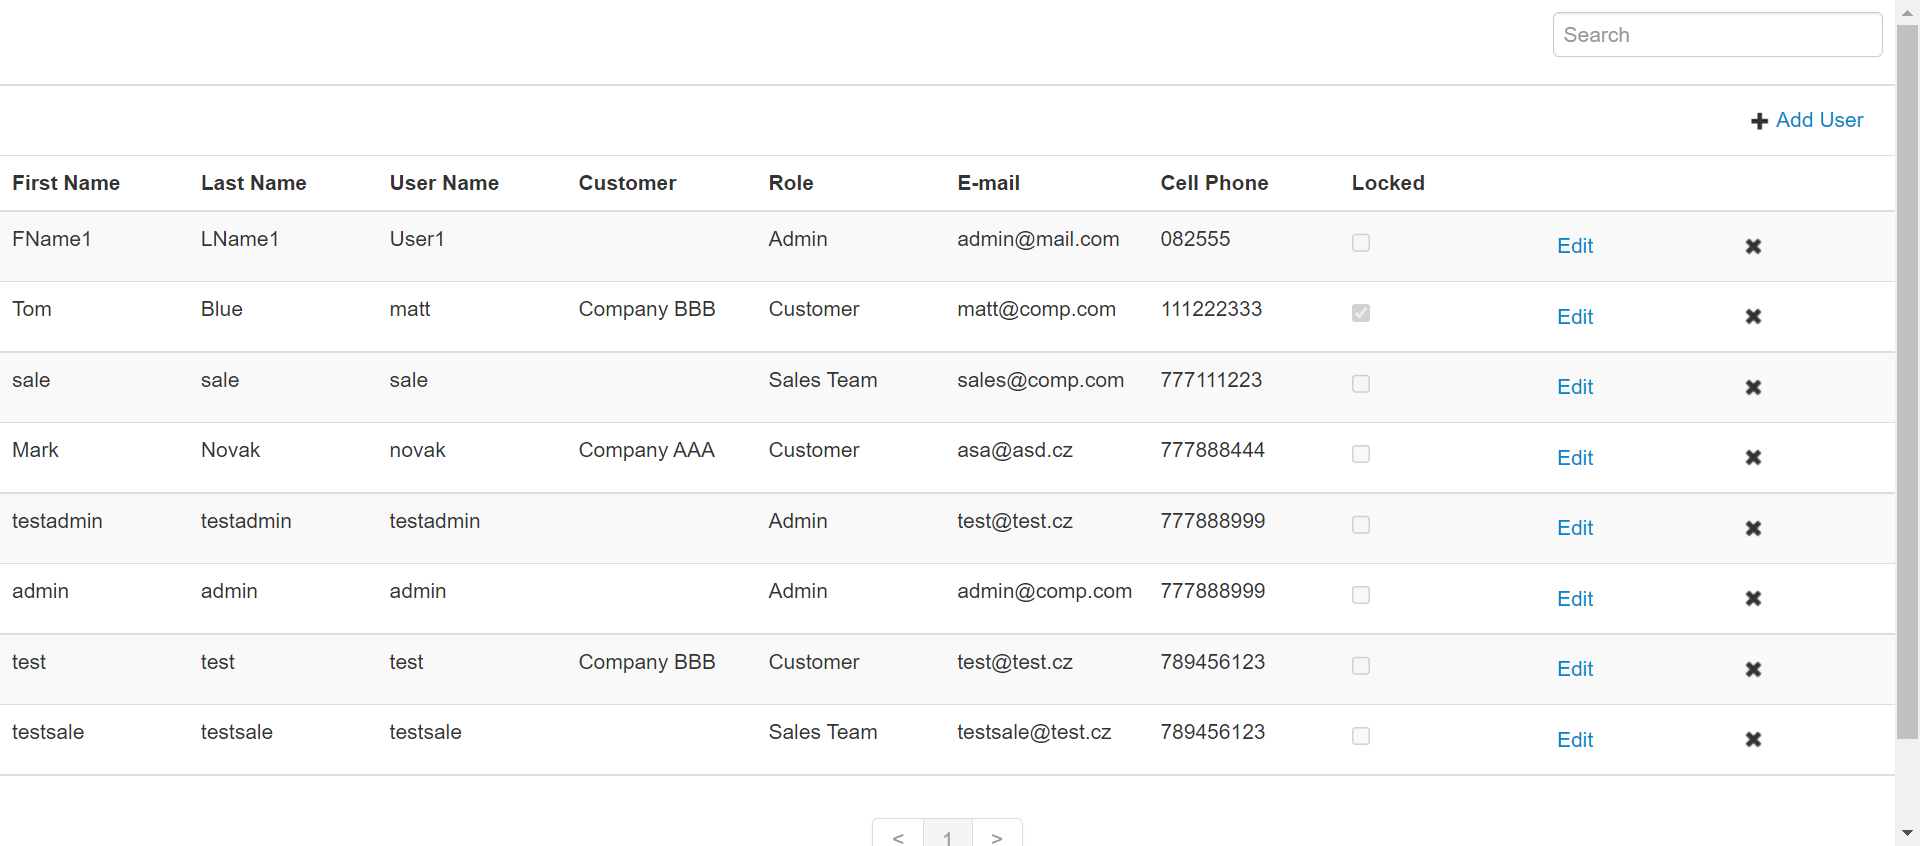 Search
Add User
First Name Last Name User Name Customer Role E-mail Cell Phone Locked
FName1 LName1 User1 Admin admin@mail.com 082555 Edit
Tom Blue matt Company BBB Customer matt@comp.com 111222333 Edit
sale sale sale Sales Team sales@comp.com 777111223 Edit
Mark Novak novak Company AAA Customer asa@asd.cz 777888444 Edit
testadmin testadmin testadmin Admin test@test.cz 777888999 Edit
admin admin admin Admin admin@comp.com 777888999 Edit
test test test Company BBB Customer test@test.cz 789456123 Edit
testsale testsale testsale Sales Team testsale@test.cz 789456123 Edit
< 1 >